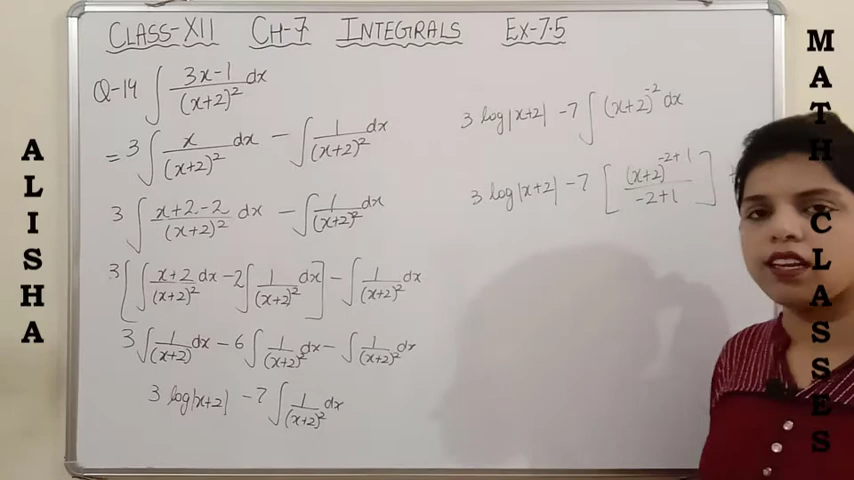 CLASS-XII CH-7 INTEGRALS EX-7.5
Q-14 ∫ (3x-1)/(x+2)² dx
= 3 ∫ x/(x+2)² dx - ∫ 1/(x+2)² dx
3 ∫ (x+2-2)/(x+2)² dx - ∫ 1/(x+2)² dx
3 [ ∫ (x+2)/(x+2)² dx - 2 ∫ 1/(x+2)² dx ] - ∫ 1/(x+2)² dx
3 ∫ 1/(x+2) dx - 6 ∫ 1/(x+2)² dx - ∫ 1/(x+2)² dx
3 log|x+2| - 7 ∫ 1/(x+2)² dx
3 log|x+2| - 7 ∫ (x+2)⁻² dx
3 log|x+2| - 7 [ (x+2)⁻²⁺¹/(-2+1) ] +
ALISHA
MATH CLASSES